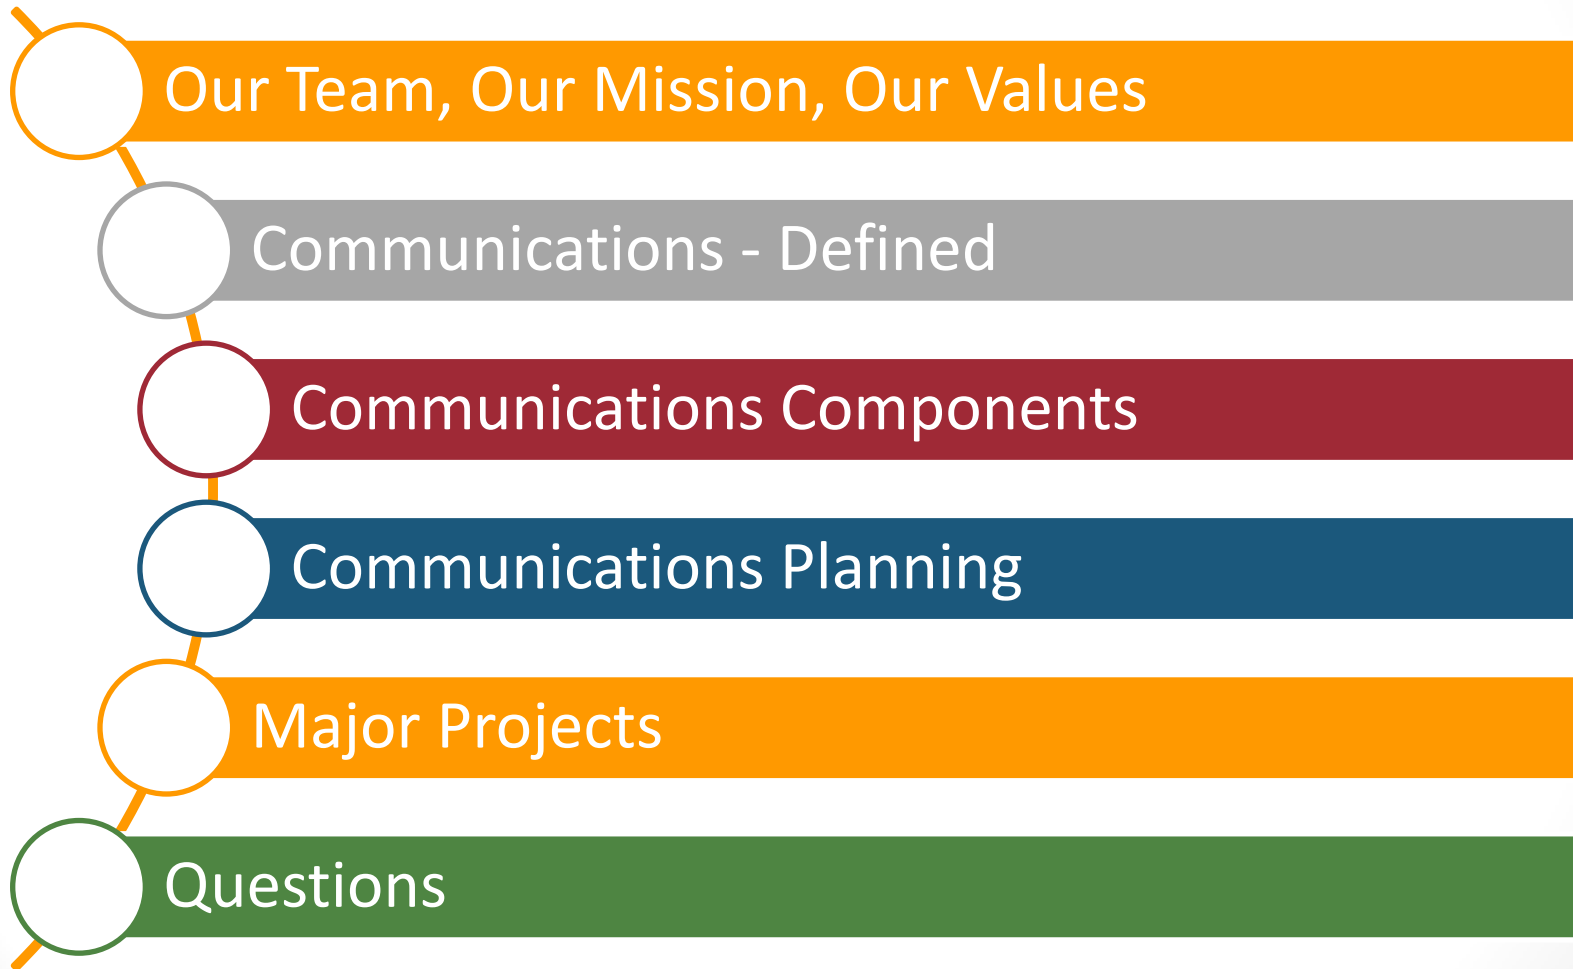 Our Team, Our Mission, Our Values
Communications - Defined
Communications Components
Communications Planning
Major Projects
Questions